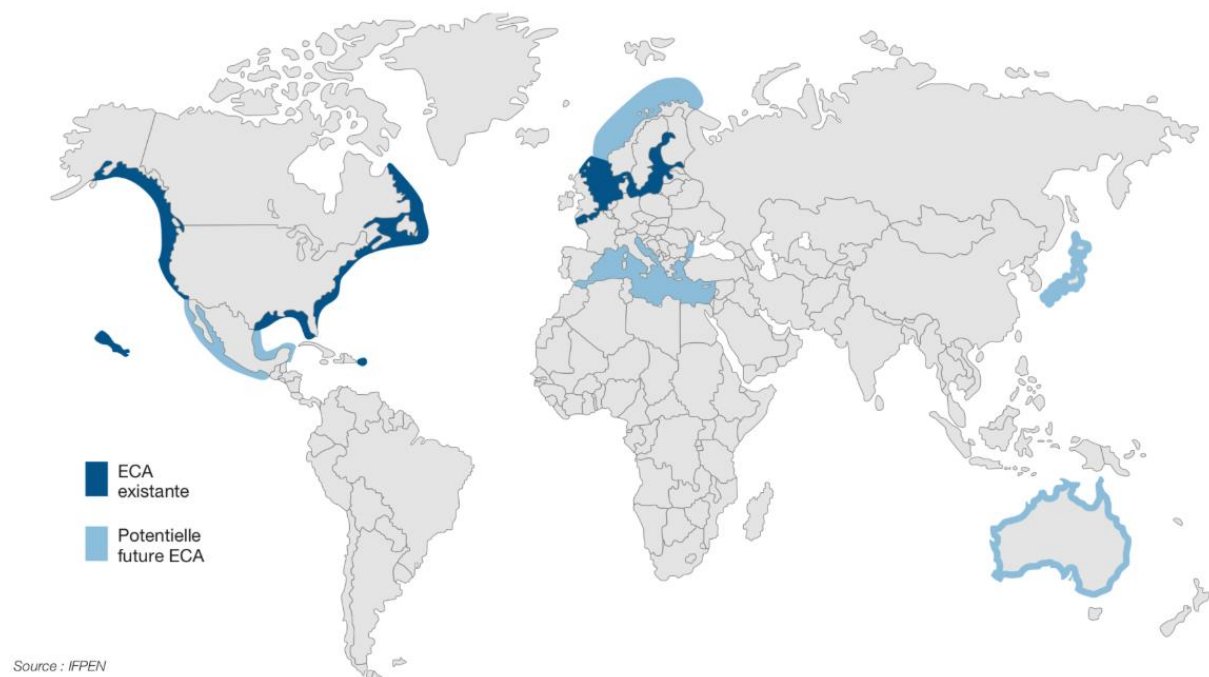 ECA
existante
Potentielle
future ECA
Source : IFPEN